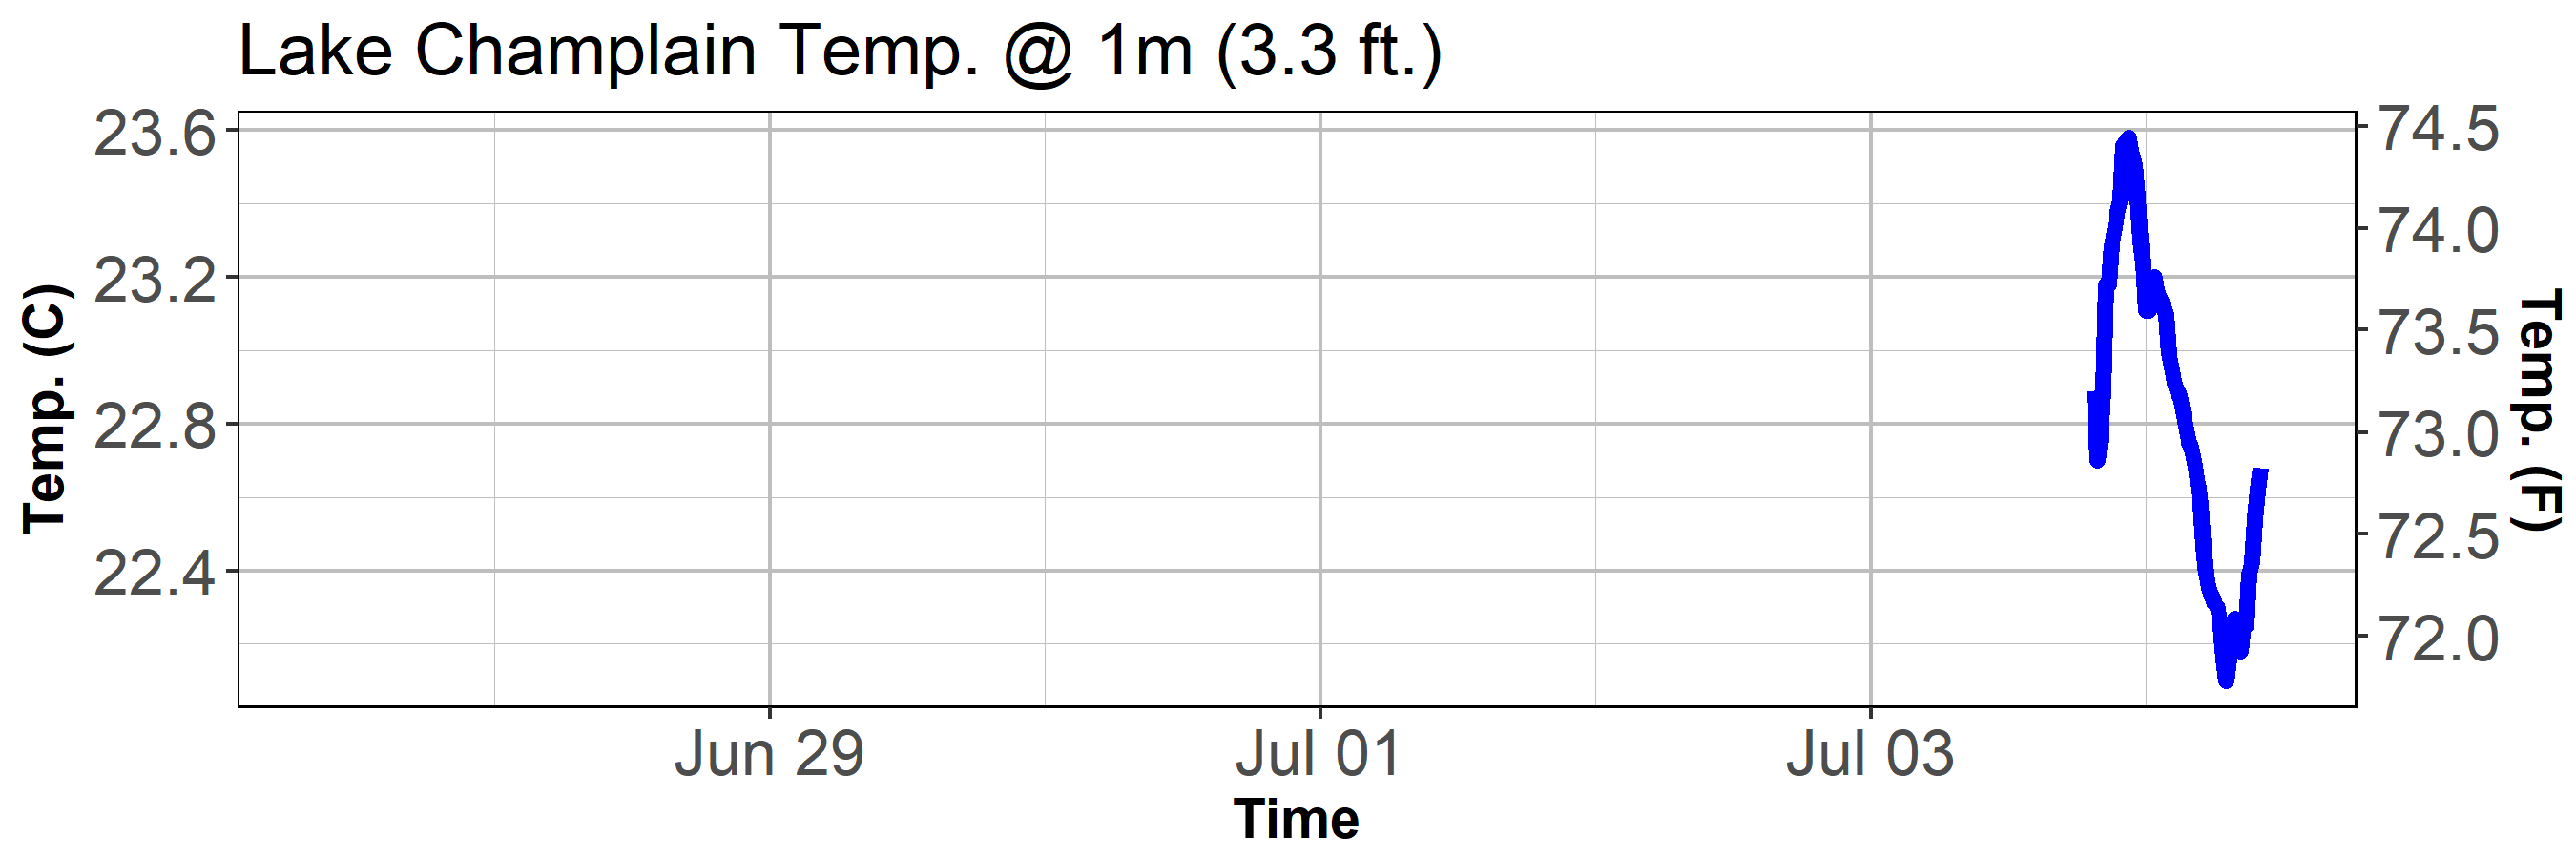 Lake Champlain Temp. @ 1m (3.3 ft.)
Temp. (C)
23.6
23.2
22.8
22.4
74.5
74.0
73.5
73.0
72.5
72.0
Temp. (F)
Jun 29
Jul 01
Jul 03
Time